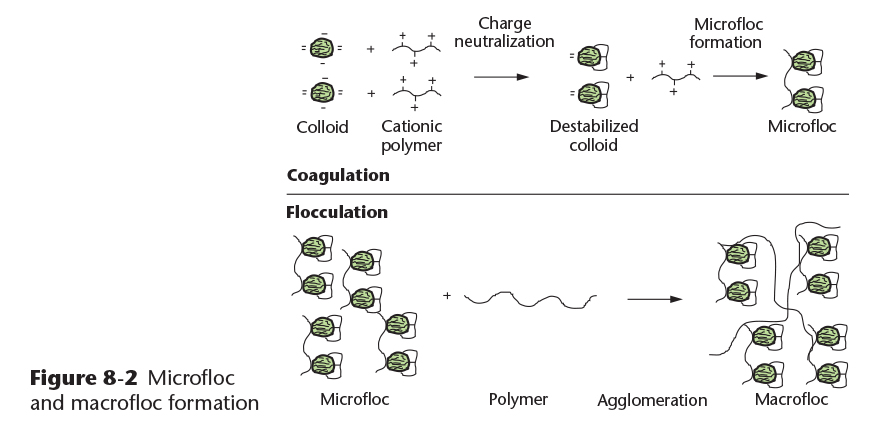 Charge
neutralization
Microfloc
formation
= = + + + +
+
= = + + + +
+ + +
+
Colloid
Cationic
polymer
Destabilized
colloid
Microfloc
Coagulation
Flocculation
+
Microfloc
Polymer
Agglomeration
Macrofloc
Figure 8-2 Microfloc
and macrofloc formation